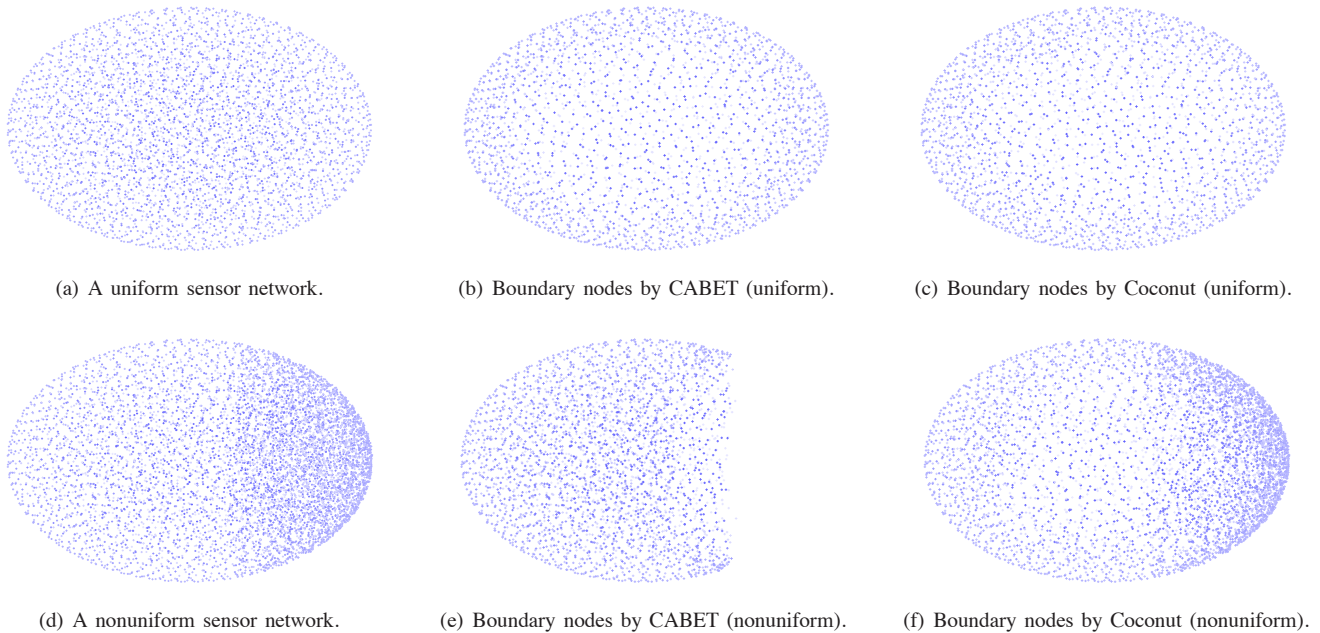 (a) A uniform sensor network.
(b) Boundary nodes by CABET (uniform).
(c) Boundary nodes by Coconut (uniform).
(d) A nonuniform sensor network.
(e) Boundary nodes by CABET (nonuniform).
(f) Boundary nodes by Coconut (nonuniform).